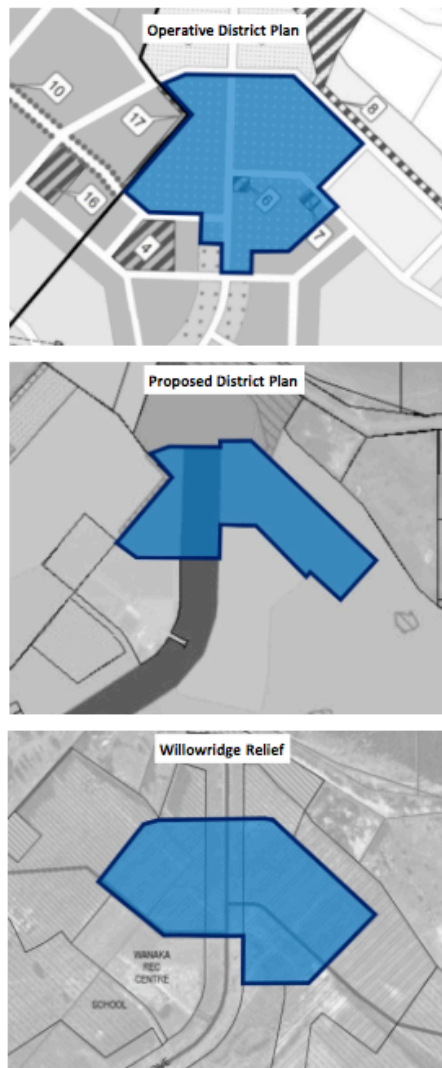 Operative District Plan
10
17
8
16
6
4
7
Proposed District Plan
Willowridge Relief
WANAKA
REC
CENTRE
SCHOOL